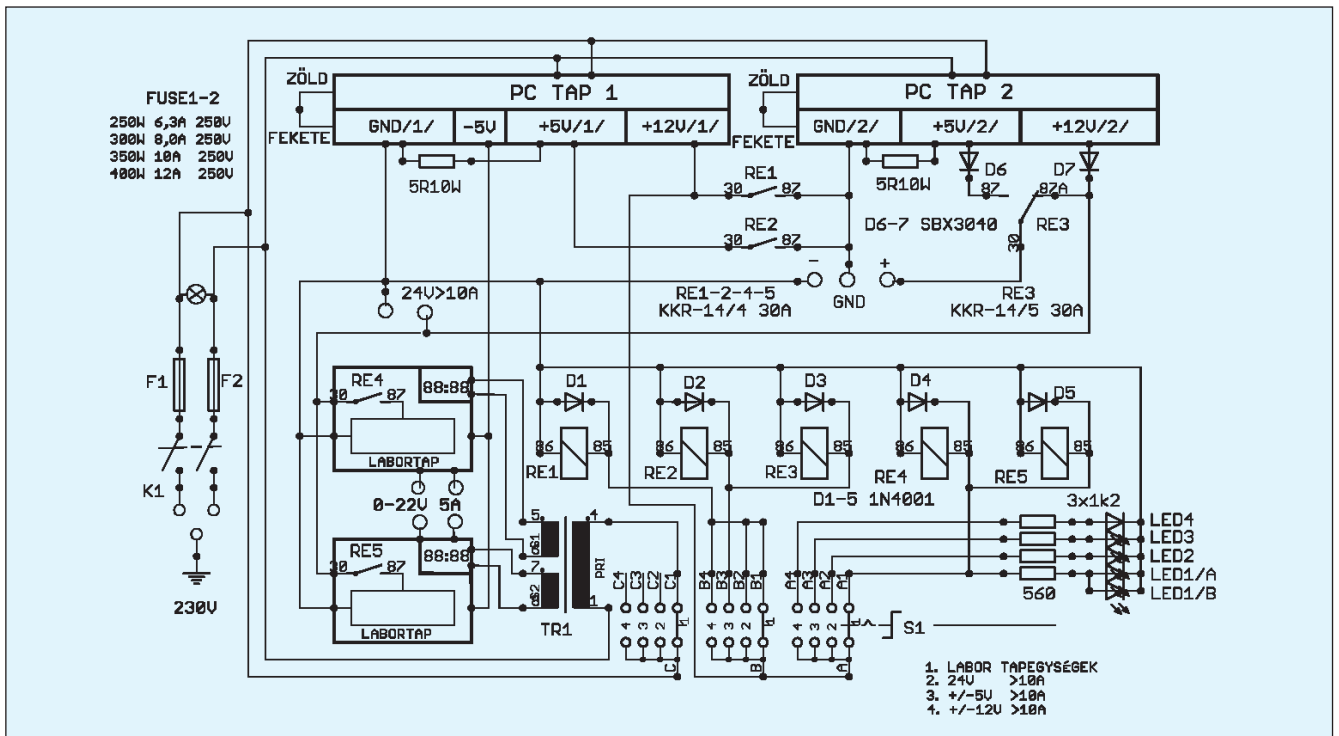 FUSE1-2
250W 6,3A 250V
300W 8,0A 250V
350W 10A 250V
400W 12A 250V
ZÖLD
PC TAP 1
GND/1/ -5V +5V/1/ +12V/1/
FEKETE
5R10W
ZÖLD
PC TAP 2
GND/2/ +5V/2/ +12V/2/
FEKETE
5R10W
D6
D7
RE1
30 87
87 87A
RE2
30 87
D6-7 SBX3040
RE3
30
- +
GND
24V>10A
RE1-2-4-5
KKR-14/4 30A
RE3
KKR-14/5 30A
F1
F2
K1
230V
RE4
88:88
30 87
LABORTAP
0-22V 5A
RE5
88:88
30 87
LABORTAP
D1
D2
D3
D4
D5
86 85
86 85
86 85
86 85
86 85
RE1
RE2
RE3
RE4
RE5
D1-5 1N4001
3x1k2
LED4
LED3
LED2
LED1/A
LED1/B
560
5 4
S1
PRI
7
S2
1
TR1
C4 C3 C2 C1
B4 B3 B2 B1
A4 A3 A2 A1
4 3 2 1
4 3 2 1
4 3 2 1
C
B
A
S1
1. LABOR TAPEGYSÉGEK
2. 24V >10A
3. +/-5V >10A
4. +/-12V >10A